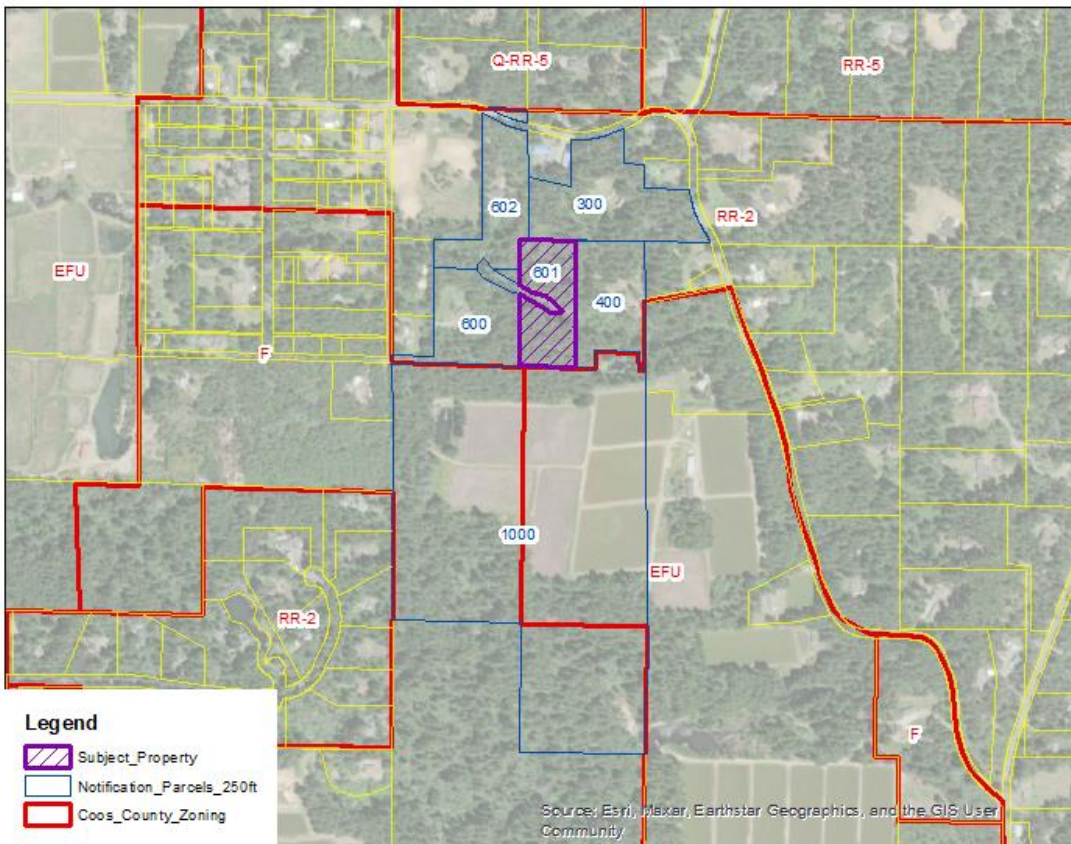 Q-RR-5
RR-5
602
300
RR-2
EFU
601
400
600
F
1000
EFU
RR-2
F
Legend
Subject_Property
Notification_Parcels_250ft
Coos_County_Zoning
Source: Esri, Maxar, Earthstar Geographics, and the GIS User
Community